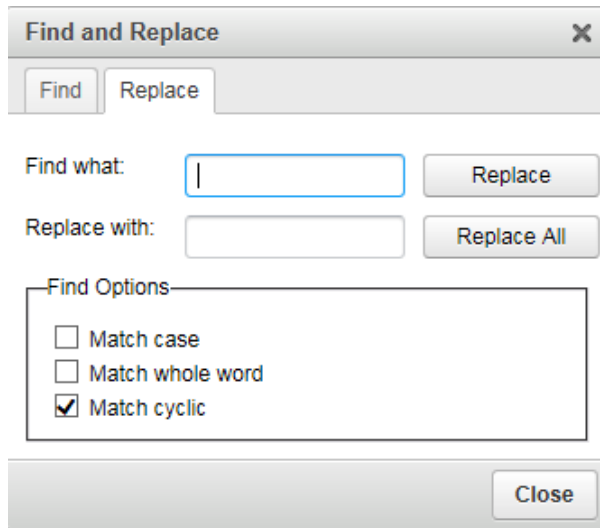 Find and Replace
Find Replace
Find what: Replace
Replace with: Replace All
Find Options
Match case
Match whole word
Match cyclic
Close